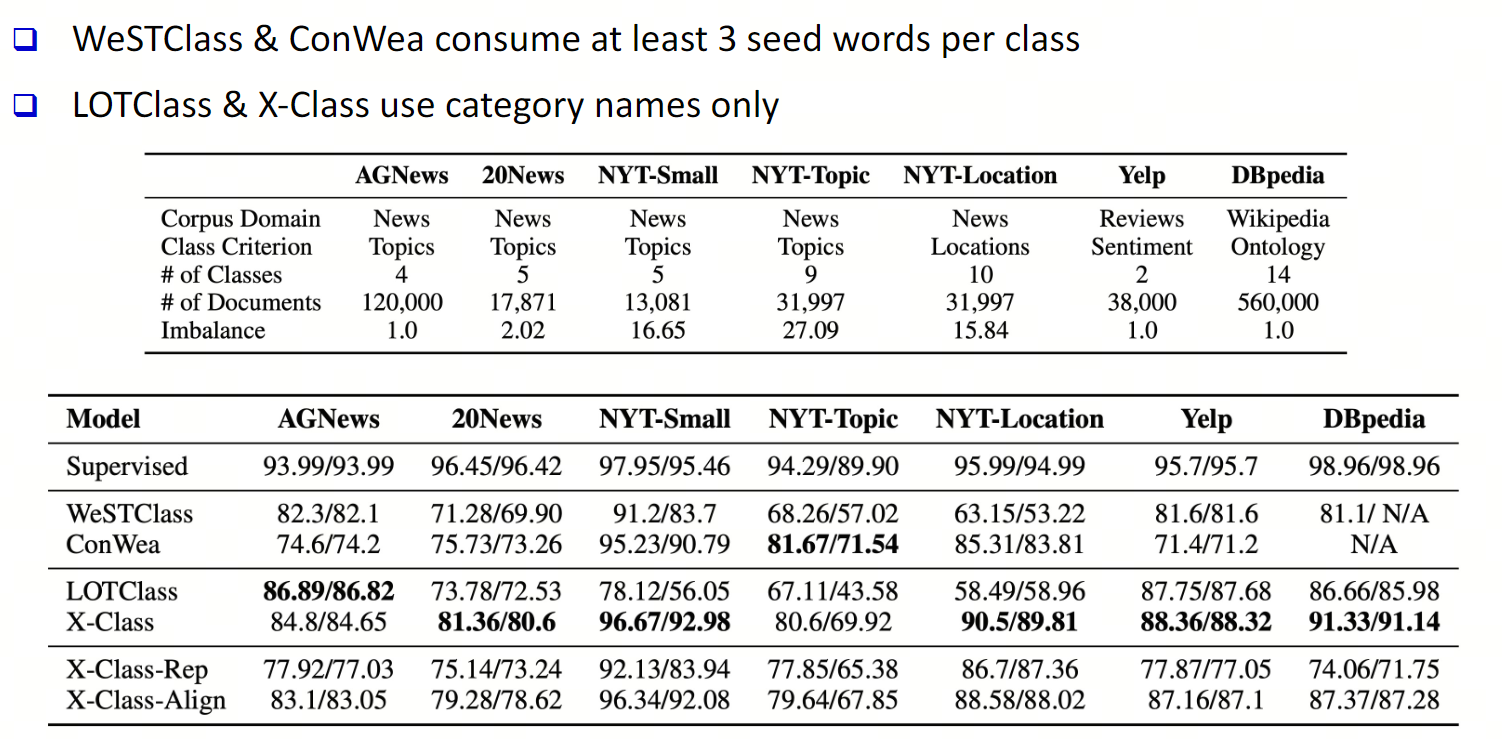 WeSTClass & ConWea consume at least 3 seed words per class
LOTClass & X-Class use category names only
AGNews 20News NYT-Small NYT-Topic NYT-Location Yelp DBpedia
Corpus Domain News News News News News Reviews Wikipedia
Class Criterion Topics Topics Topics Topics Locations Sentiment Ontology
# of Classes 4 5 5 9 10 2 14
# of Documents 120,000 17,871 13,081 31,997 31,997 38,000 560,000
Imbalance 1.0 2.02 16.65 27.09 15.84 1.0 1.0
Model AGNews 20News NYT-Small NYT-Topic NYT-Location Yelp DBpedia
Supervised 93.99/93.99 96.45/96.42 97.95/95.46 94.29/89.90 95.99/94.99 95.7/95.7 98.96/98.96
WeSTClass 82.3/82.1 71.28/69.90 91.2/83.7 68.26/57.02 63.15/53.22 81.6/81.6 81.1/ N/A
ConWea 74.6/74.2 75.73/73.26 95.23/90.79 81.67/71.54 85.31/83.81 71.4/71.2 N/A
LOTClass 86.89/86.82 73.78/72.53 78.12/56.05 67.11/43.58 58.49/58.96 87.75/87.68 86.66/85.98
X-Class 84.8/84.65 81.36/80.6 96.67/92.98 80.6/69.92 90.5/89.81 88.36/88.32 91.33/91.14
X-Class-Rep 77.92/77.03 75.14/73.24 92.13/83.94 77.85/65.38 86.7/87.36 77.87/77.05 74.06/71.75
X-Class-Align 83.1/83.05 79.28/78.62 96.34/92.08 79.64/67.85 88.58/88.02 87.16/87.1 87.37/87.28